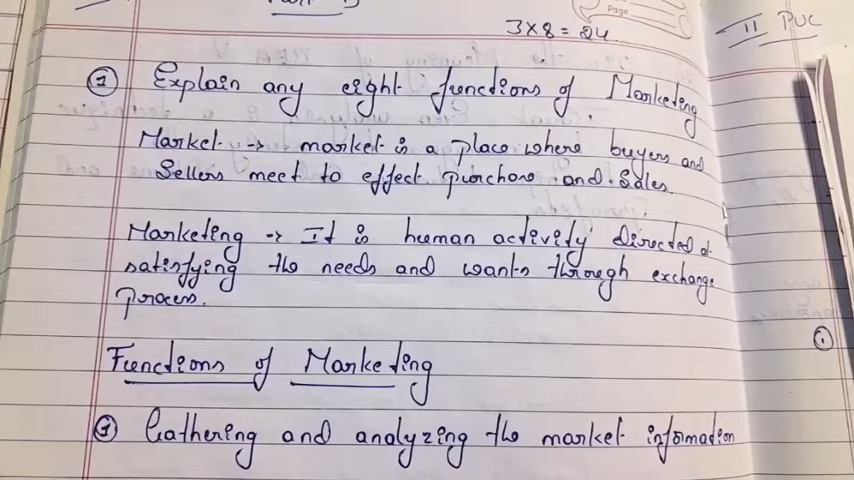 Page
3 x 8 = 24
II PUC
① Explain any eight functions of Marketing
Market → market is a place where buyers and
Sellers meet to effect purchase and Sales.
Marketing → It is human activity directed at
satisfying the needs and wants through exchange
process.
Functions of Marketing
① Gathering and analyzing the market information
①